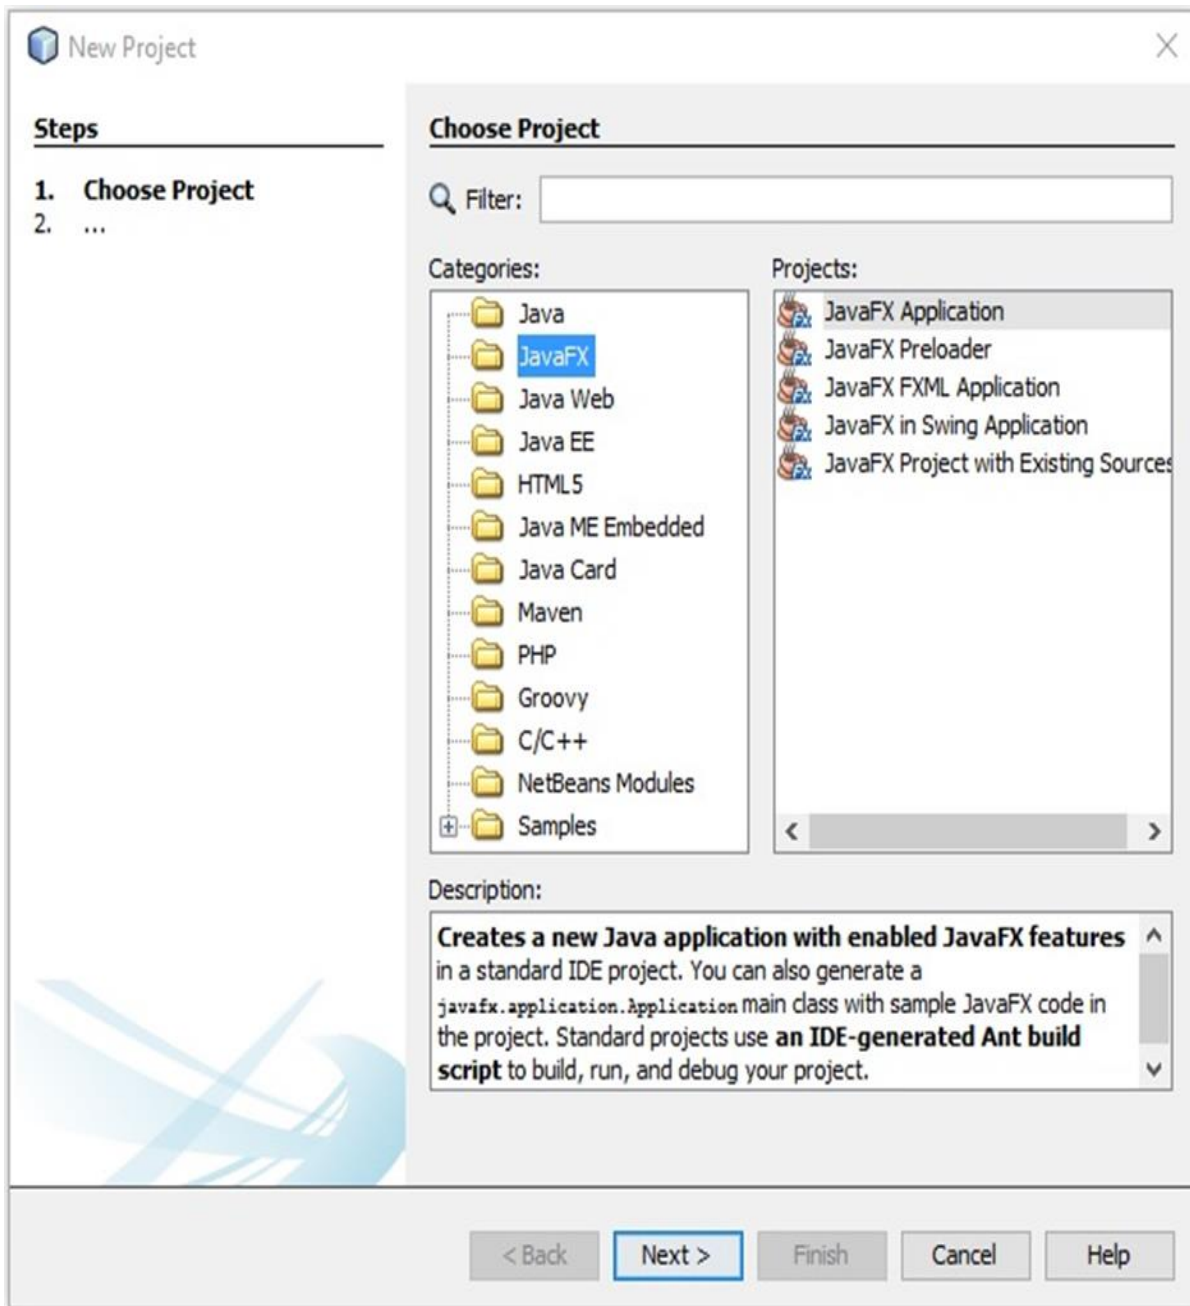 New Project
Steps
1. Choose Project
2. ...
Choose Project
Filter:
Categories:
Java
JavaFX
Java Web
Java EE
HTML5
Java ME Embedded
Java Card
Maven
PHP
Groovy
C/C++
NetBeans Modules
Samples
Projects:
JavaFX Application
JavaFX Preloader
JavaFX FXML Application
JavaFX in Swing Application
JavaFX Project with Existing Sources
Description:
Creates a new Java application with enabled JavaFX features
in a standard IDE project. You can also generate a
javafx.application.Application main class with sample JavaFX code in
the project. Standard projects use an IDE-generated Ant build
script to build, run, and debug your project.
< Back
Next >
Finish
Cancel
Help